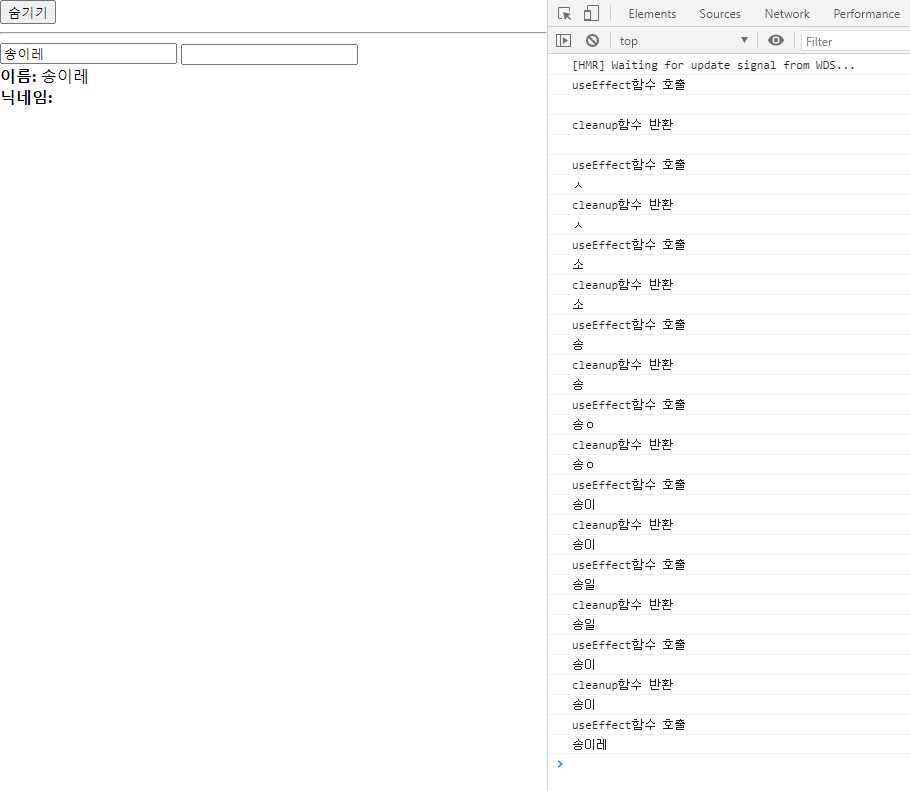 숨기기
송이레
이름: 송이레
닉네임:
Elements Sources Network Performance
top ▼ Filter
[HMR] Waiting for update signal from WDS...
useEffect함수 호출
cleanup함수 반환
useEffect함수 호출
ㅅ
cleanup함수 반환
ㅅ
useEffect함수 호출
소
cleanup함수 반환
소
useEffect함수 호출
송
cleanup함수 반환
송
useEffect함수 호출
송ㅇ
cleanup함수 반환
송ㅇ
useEffect함수 호출
송이
cleanup함수 반환
송이
useEffect함수 호출
송일
cleanup함수 반환
송일
useEffect함수 호출
송이
cleanup함수 반환
송이
useEffect함수 호출
송이레
>